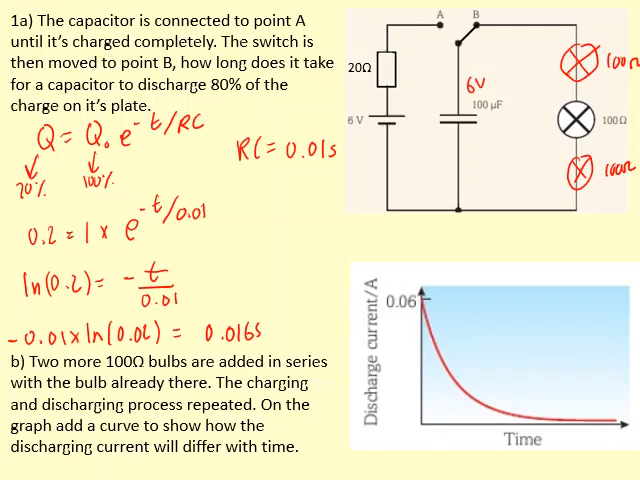 1a) The capacitor is connected to point A
until it's charged completely. The switch is
then moved to point B, how long does it take
for a capacitor to discharge 80% of the
charge on it's plate.
Q = Q₀ e^-t/RC
RC = 0.01s
20%
100%
0.2 = 1 × e^-t/0.01
ln(0.2) = - t/0.01
-0.01 × ln(0.02) = 0.016s
b) Two more 100Ω bulbs are added in series
with the bulb already there. The charging
and discharging process repeated. On the
graph add a curve to show how the
discharging current will differ with time.
A
B
20Ω
6 V
6V
100 μF
100Ω
100 Ω
100Ω
Discharge current/A
0.06
Time